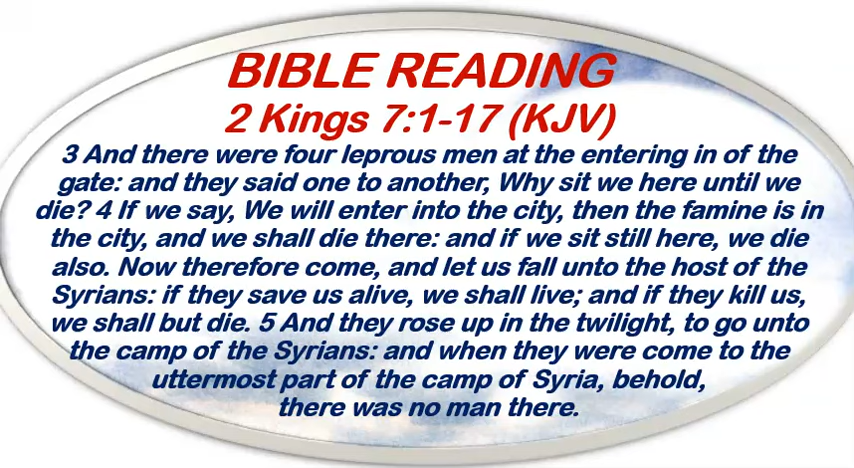 BIBLE READING
2 Kings 7:1-17 (KJV)
3 And there were four leprous men at the entering in of the
gate: and they said one to another, Why sit we here until we
die? 4 If we say, We will enter into the city, then the famine is in
the city, and we shall die there: and if we sit still here, we die
also. Now therefore come, and let us fall unto the host of the
Syrians: if they save us alive, we shall live; and if they kill us,
we shall but die. 5 And they rose up in the twilight, to go unto
the camp of the Syrians: and when they were come to the
uttermost part of the camp of Syria, behold,
there was no man there.